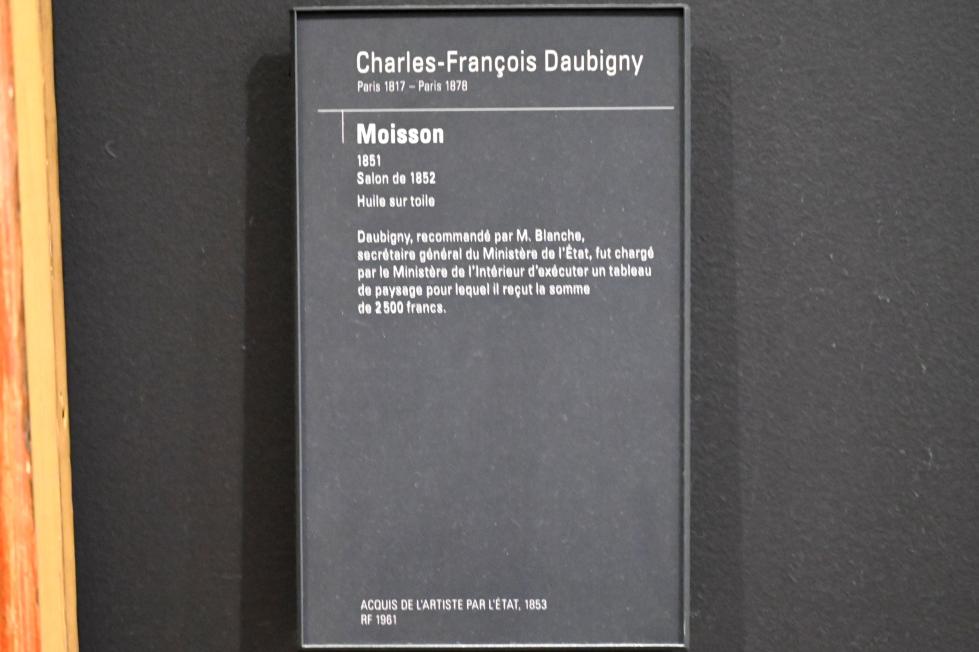 Charles-François Daubigny
Paris 1817 – Paris 1878
Moisson
1851
Salon de 1852
Huile sur toile
Daubigny, recommandé par M. Blanche,
secrétaire général du Ministère de l'État, fut chargé
par le Ministère de l'Intérieur d'exécuter un tableau
de paysage pour lequel il reçut la somme
de 2500 francs.
ACQUIS DE L'ARTISTE PAR L'ÉTAT, 1853
RF 1961